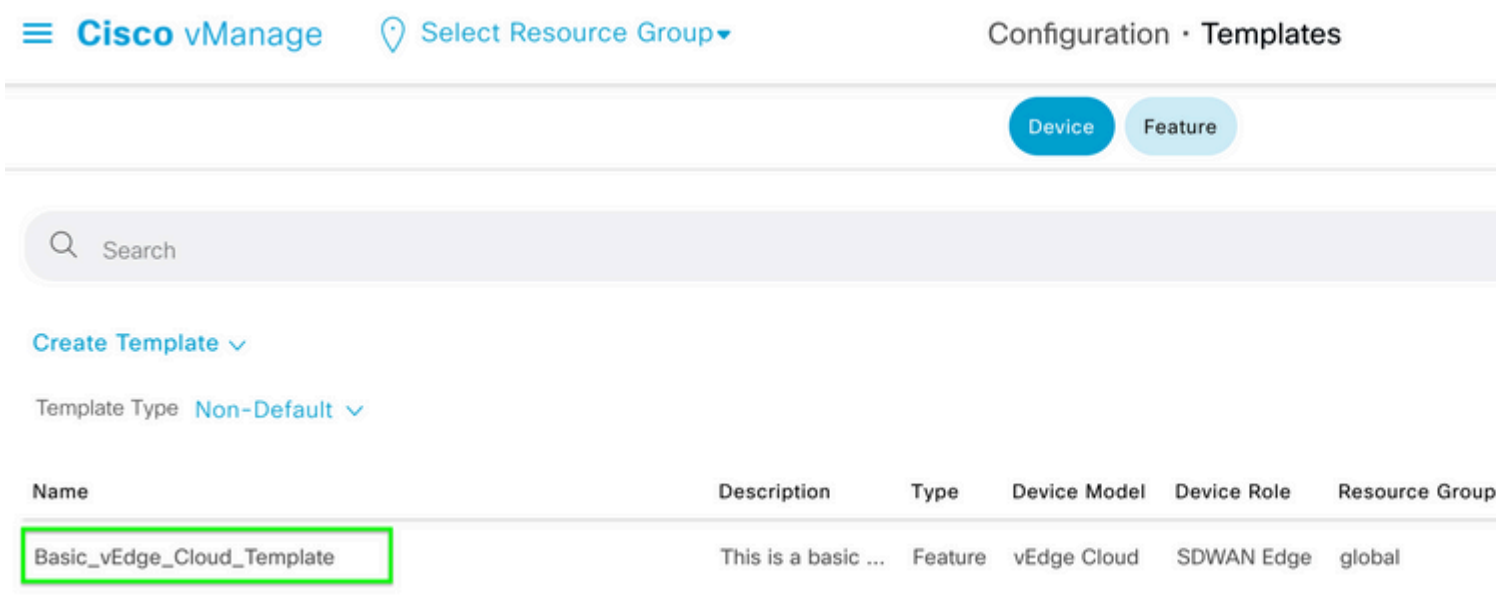 Cisco vManage Select Resource Group Configuration · Templates
Device Feature
Search
Create Template
Template Type Non-Default
Name Description Type Device Model Device Role Resource Group
Basic_vEdge_Cloud_Template This is a basic ... Feature vEdge Cloud SDWAN Edge global